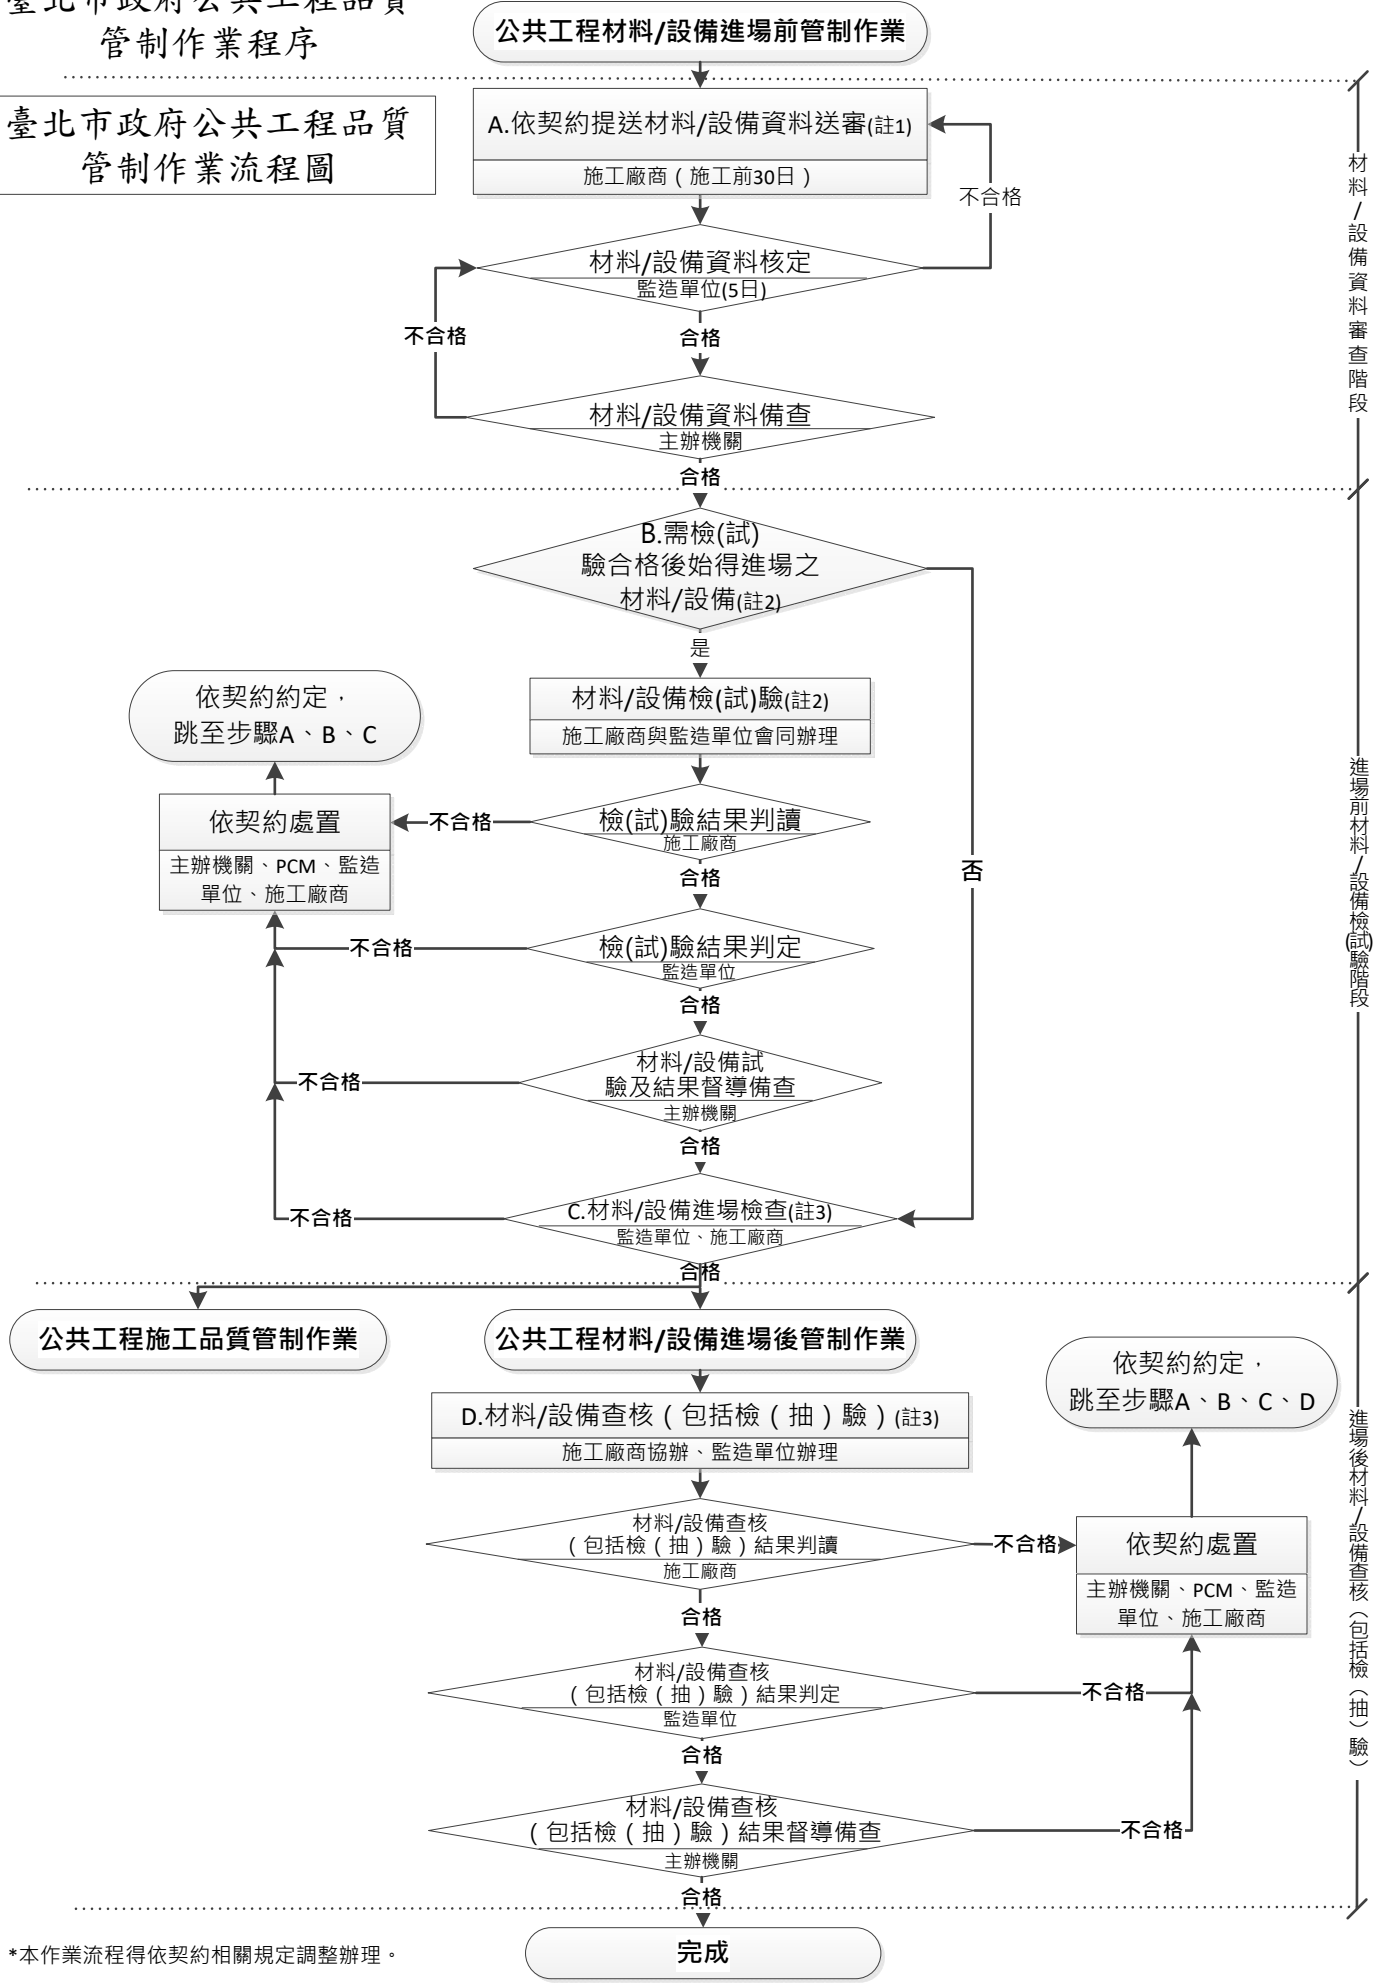 臺北市政府公共工程品質
管制作業程序
公共工程材料/設備進場前管制作業
臺北市政府公共工程品質
管制作業流程圖
A.依契約提送材料/設備資料送審(註1)
施工廠商（施工前30日）
不合格
材料/設備資料核定
監造單位(5日)
不合格
合格
材料/設備資料備查
主辦機關
合格
材料/設備資料審查階段
B.需檢(試)
驗合格後始得進場之
材料/設備(註2)
是
否
材料/設備檢(試)驗(註2)
施工廠商與監造單位會同辦理
依契約約定，
跳至步驟A、B、C
依契約處置
主辦機關、PCM、監造
單位、施工廠商
不合格
檢(試)驗結果判讀
施工廠商
合格
不合格
檢(試)驗結果判定
監造單位
合格
不合格
材料/設備試
驗及結果督導備查
主辦機關
合格
不合格
C.材料/設備進場檢查(註3)
監造單位、施工廠商
合格
進場前材料/設備檢(試)驗階段
公共工程施工品質管制作業
公共工程材料/設備進場後管制作業
依契約約定，
跳至步驟A、B、C、D
D.材料/設備查核（包括檢（抽）驗）(註3)
施工廠商協辦、監造單位辦理
材料/設備查核
（包括檢（抽）驗）結果判讀
施工廠商
不合格
依契約處置
主辦機關、PCM、監造
單位、施工廠商
合格
材料/設備查核
（包括檢（抽）驗）結果判定
監造單位
不合格
合格
材料/設備查核
（包括檢（抽）驗）結果督導備查
主辦機關
不合格
合格
進場後材料/設備查核（包括檢（抽）驗）
完成
*本作業流程得依契約相關規定調整辦理。